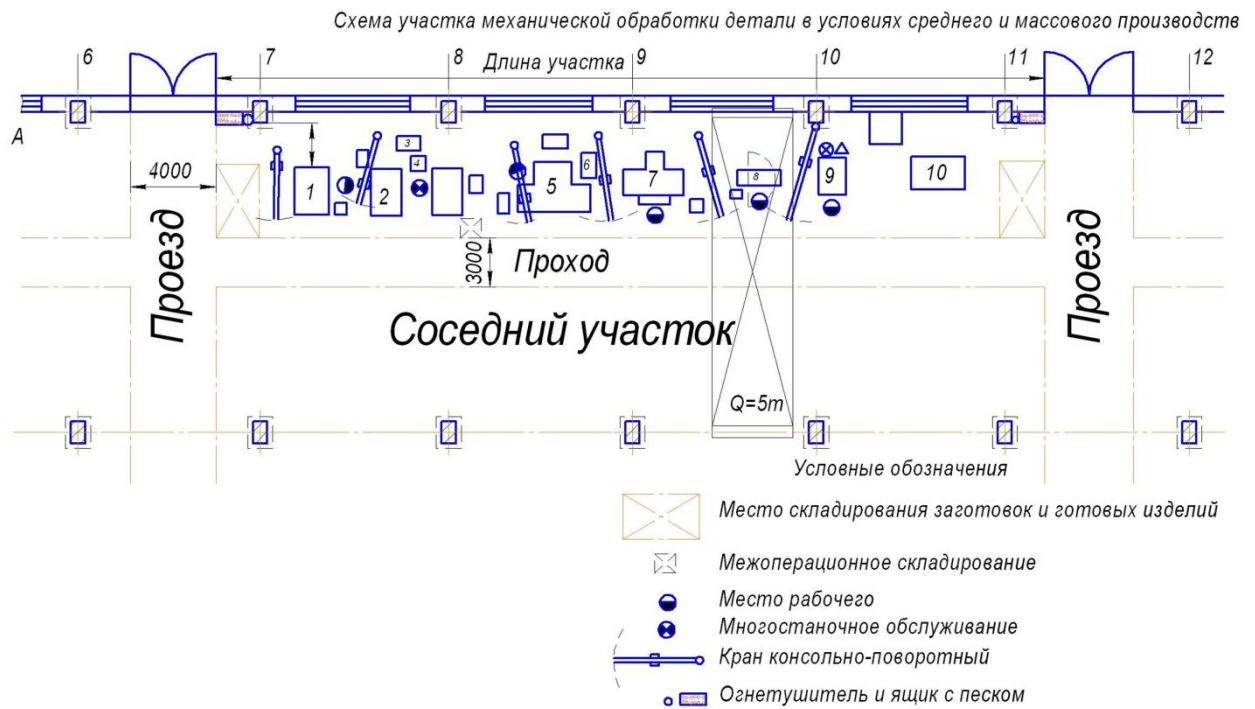 Схема участка механической обработки детали в условиях среднего и массового производств
6 7 8 9 10 11 12
Длина участка
А
4000
1
2
3
4
5
6
7
8
9
10
3000
Проход
Проезд
Проезд
Соседний участок
Q=5т
Условные обозначения
Место складирования заготовок и готовых изделий
Межоперационное складирование
Место рабочего
Многостаночное обслуживание
Кран консольно-поворотный
Огнетушитель и ящик с песком